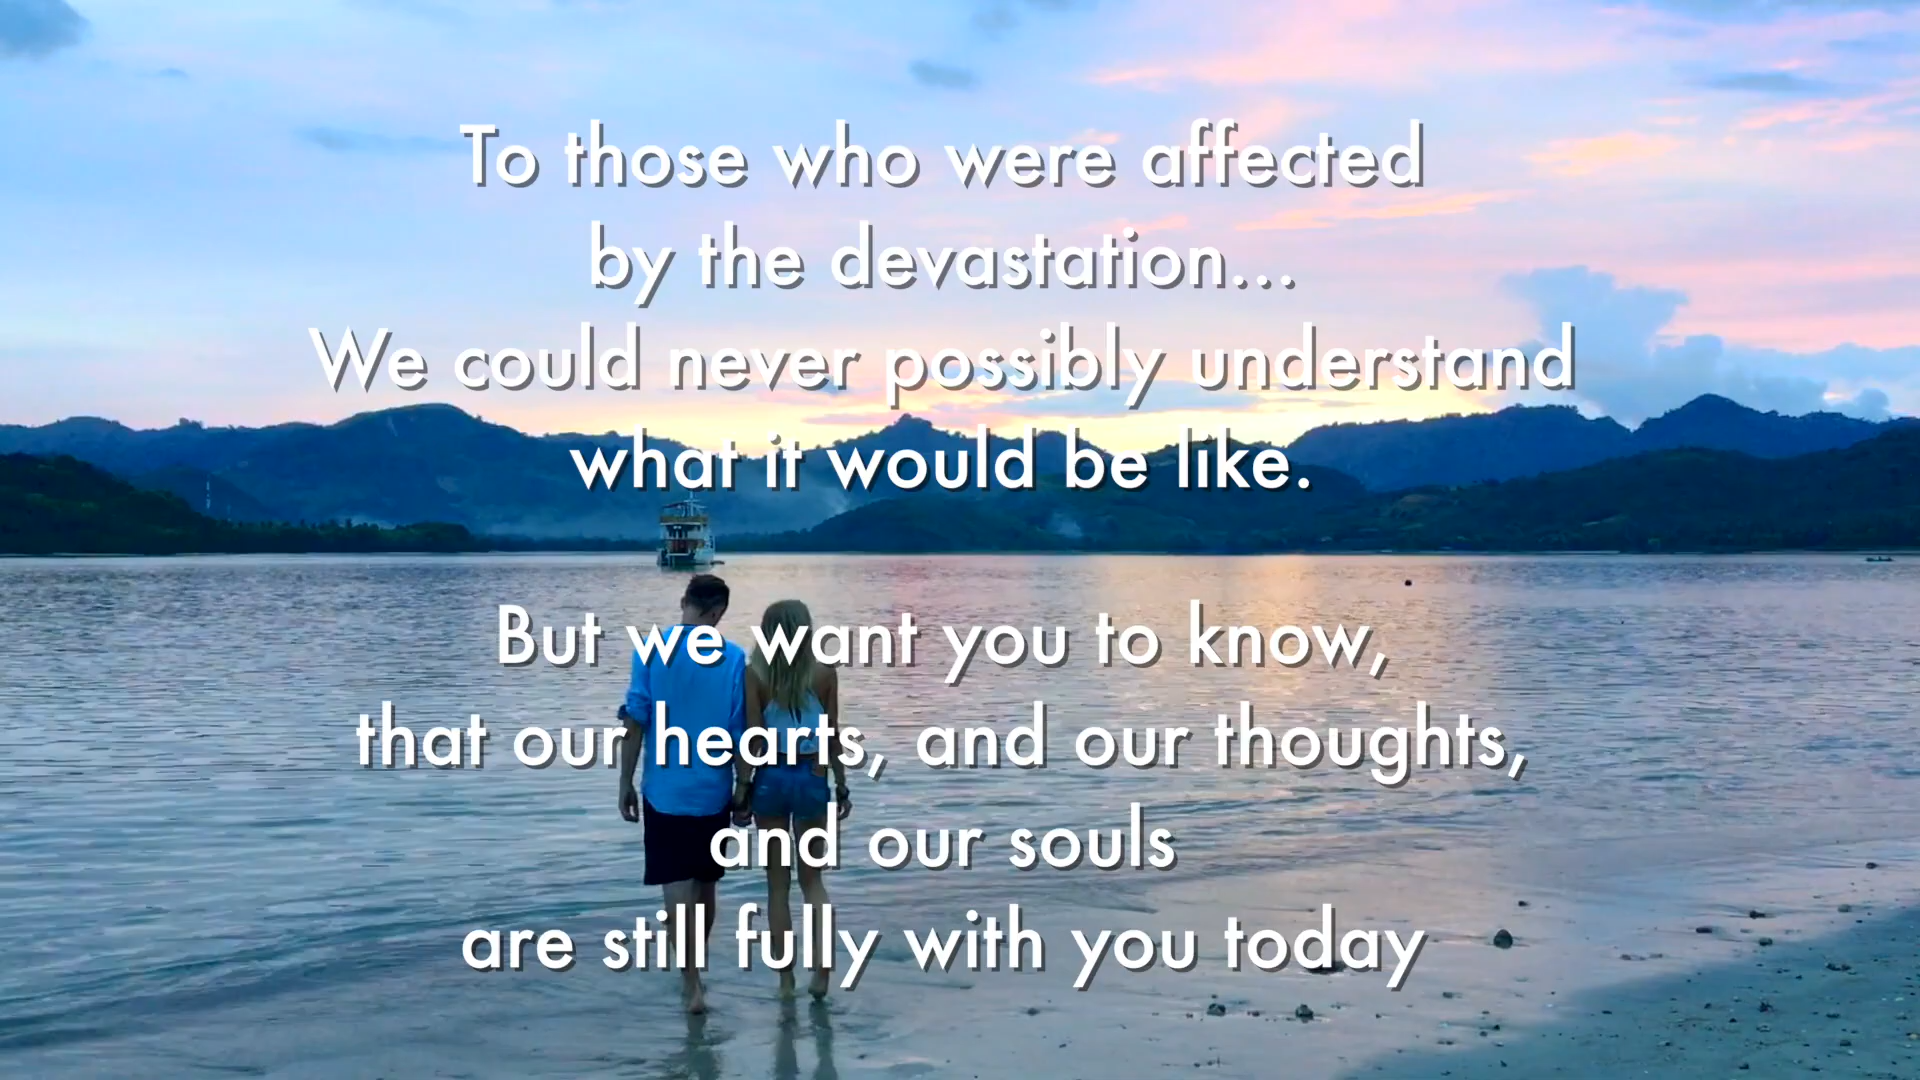 To those who were affected
by the devastation...
We could never possibly understand
what it would be like.
But we want you to know,
that our hearts, and our thoughts,
and our souls
are still fully with you today